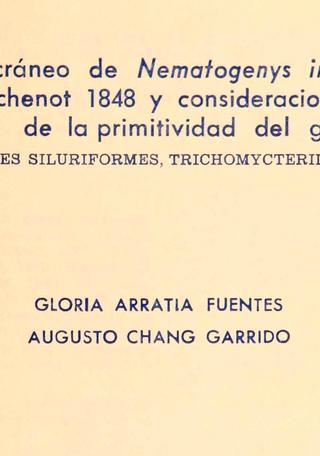 cráneo de Nematogenys i
chenot 1848 y consideracio
de la primitividad del g
ES SILURIFORMES, TRICHOMYCTERI
GLORIA ARRATIA FUENTES
AUGUSTO CHANG GARRIDO